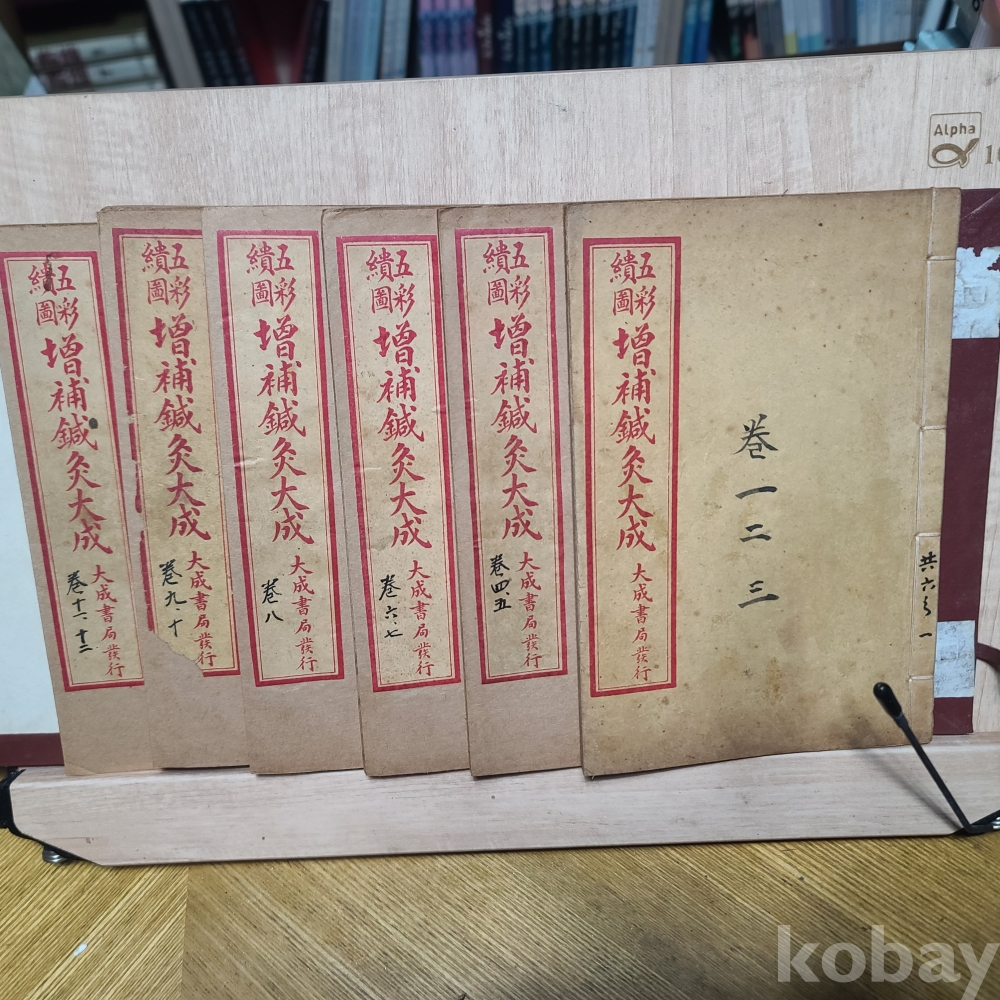 Alpha
共六
一
卷一二三
五彩
繢圖
增補鍼灸大成
大成書局發行
五彩
繢圖
增補鍼灸大成
大成書局發行
卷四、五
五彩
繢圖
增補鍼灸大成
大成書局發行
卷六、七
五彩
繢圖
增補鍼灸大成
大成書局發行
卷八
五彩
繢圖
增補鍼灸大成
大成書局發行
卷九、十
五彩
繢圖
增補鍼灸大成
大成書局發行
卷十一、十二
kobay